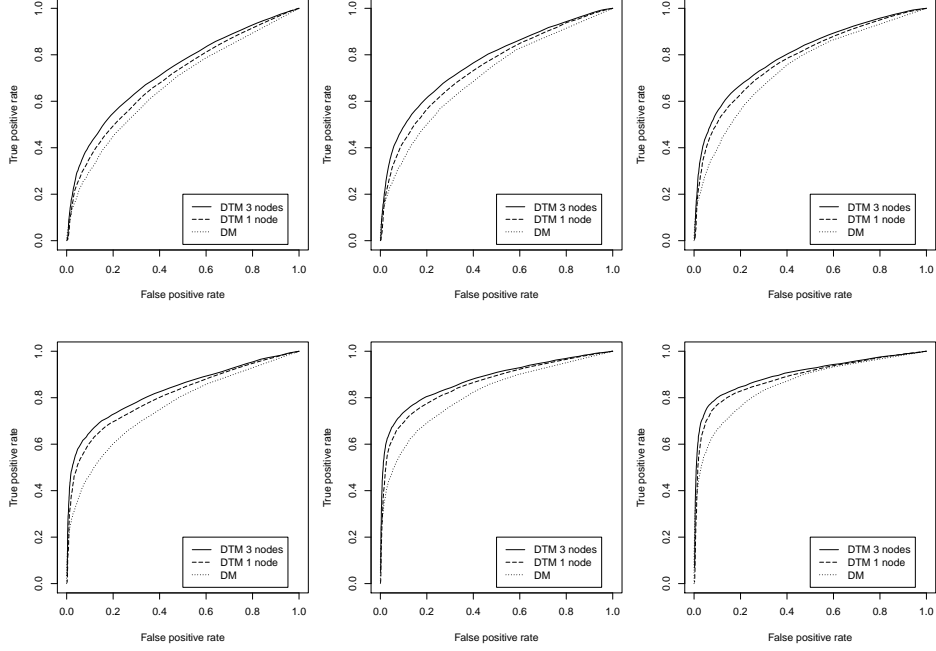 1.0
0.8
0.6
0.4
0.2
0.0
True positive rate
DTM 3 nodes
DTM 1 node
DM
0.0 0.2 0.4 0.6 0.8 1.0
False positive rate
1.0
0.8
0.6
0.4
0.2
0.0
True positive rate
DTM 3 nodes
DTM 1 node
DM
0.0 0.2 0.4 0.6 0.8 1.0
False positive rate
1.0
0.8
0.6
0.4
0.2
0.0
True positive rate
DTM 3 nodes
DTM 1 node
DM
0.0 0.2 0.4 0.6 0.8 1.0
False positive rate
1.0
0.8
0.6
0.4
0.2
0.0
True positive rate
DTM 3 nodes
DTM 1 node
DM
0.0 0.2 0.4 0.6 0.8 1.0
False positive rate
1.0
0.8
0.6
0.4
0.2
0.0
True positive rate
DTM 3 nodes
DTM 1 node
DM
0.0 0.2 0.4 0.6 0.8 1.0
False positive rate
1.0
0.8
0.6
0.4
0.2
0.0
True positive rate
DTM 3 nodes
DTM 1 node
DM
0.0 0.2 0.4 0.6 0.8 1.0
False positive rate